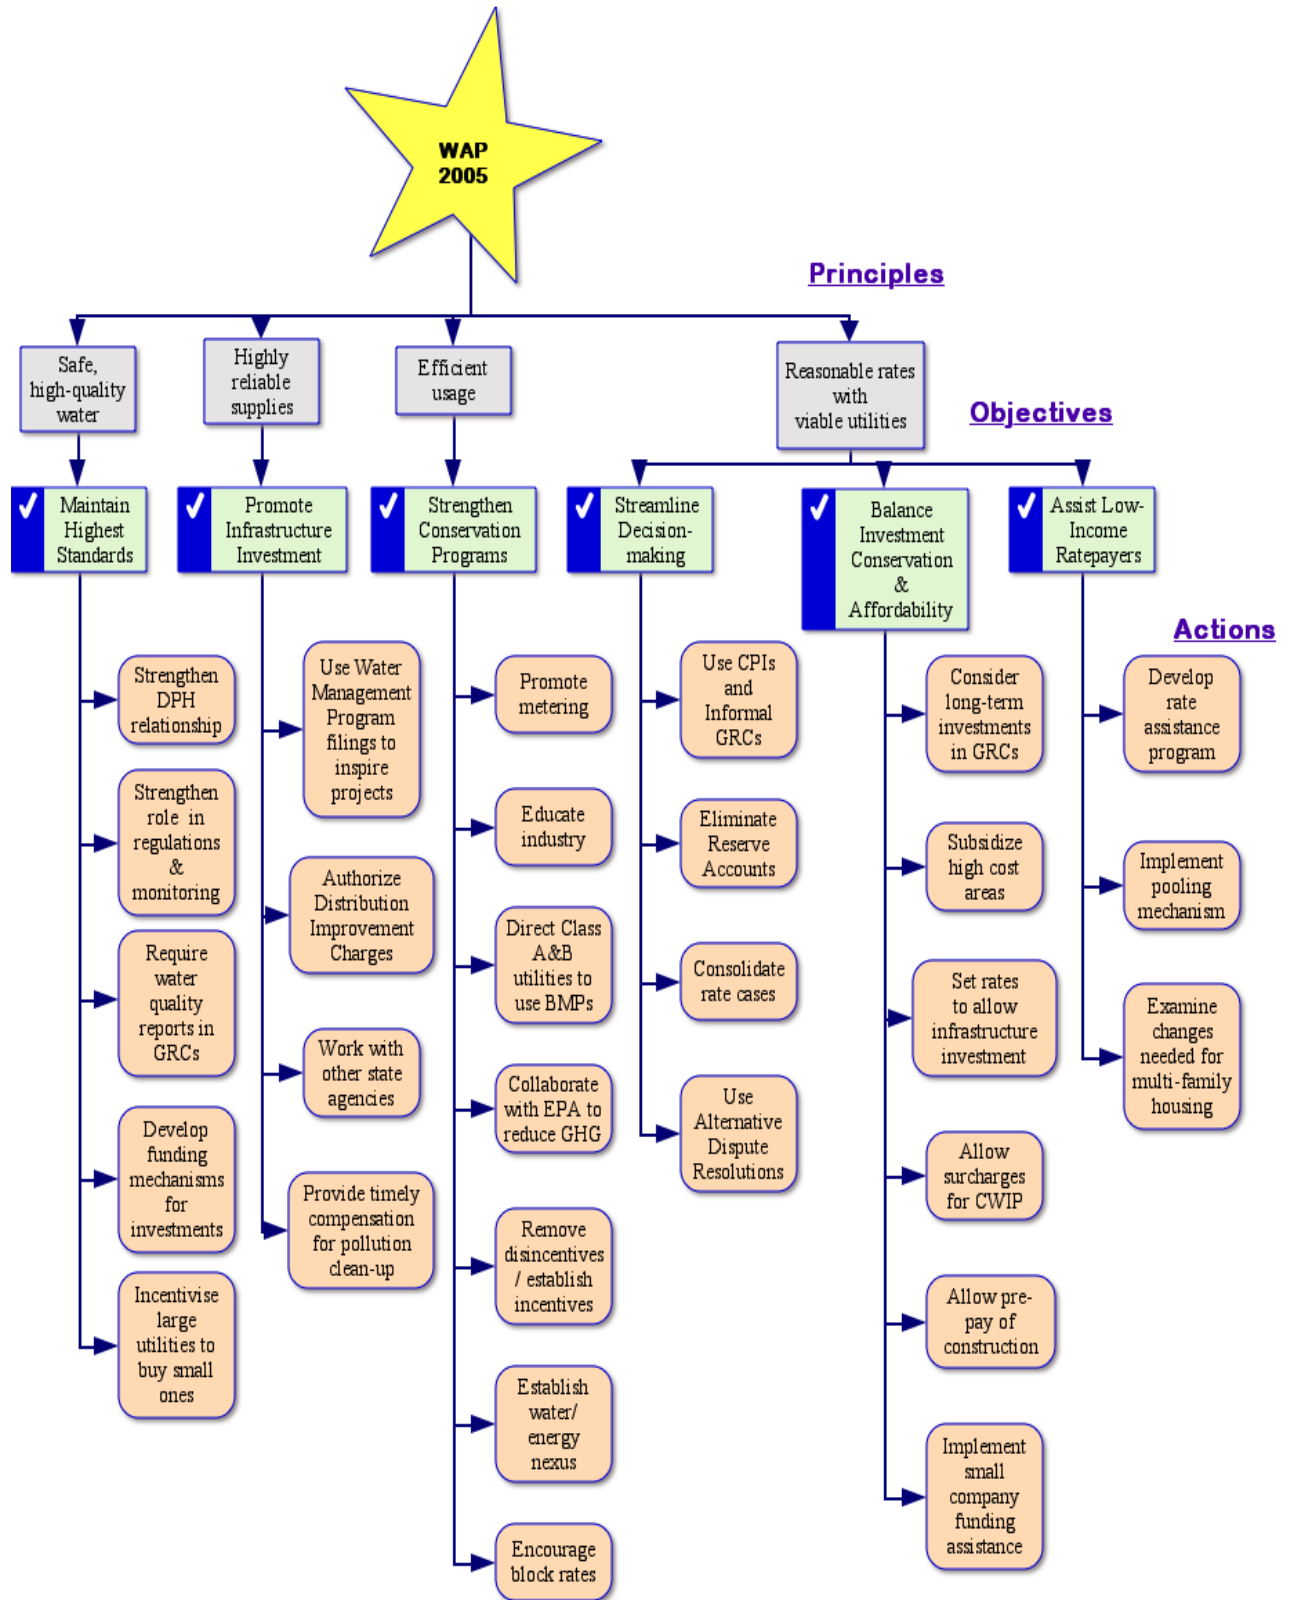 WAP
2005
Principles
Safe,
high-quality
water
Highly
reliable
supplies
Efficient
usage
Reasonable rates
with
viable utilities
Objectives
Maintain
Highest
Standards
Promote
Infrastructure
Investment
Strengthen
Conservation
Programs
Streamline
Decision-
making
Balance
Investment
Conservation
&
Affordability
Assist Low-
Income
Ratepayers
Actions
Strengthen
DPH
relationship
Strengthen
role in
regulations
&
monitoring
Require
water
quality
reports in
GRCs
Develop
funding
mechanisms
for
investments
Incentivise
large
utilities to
buy small
ones
Use Water
Management
Program
filings to
inspire
projects
Authorize
Distribution
Improvement
Charges
Work with
other state
agencies
Provide timely
compensation
for pollution
clean-up
Promote
metering
Educate
industry
Direct Class
A&B
utilities to
use BMPs
Collaborate
with EPA to
reduce GHG
Remove
disincentives
/ establish
incentives
Establish
water/
energy
nexus
Encourage
block rates
Use CPIs
and
Informal
GRCs
Eliminate
Reserve
Accounts
Consolidate
rate cases
Use
Alternative
Dispute
Resolutions
Consider
long-term
investments
in GRCs
Subsidize
high cost
areas
Set rates
to allow
infrastructure
investment
Allow
surcharges
for CWIP
Allow pre-
pay of
construction
Implement
small
company
funding
assistance
Develop
rate
assistance
program
Implement
pooling
mechanism
Examine
changes
needed for
multi-family
housing